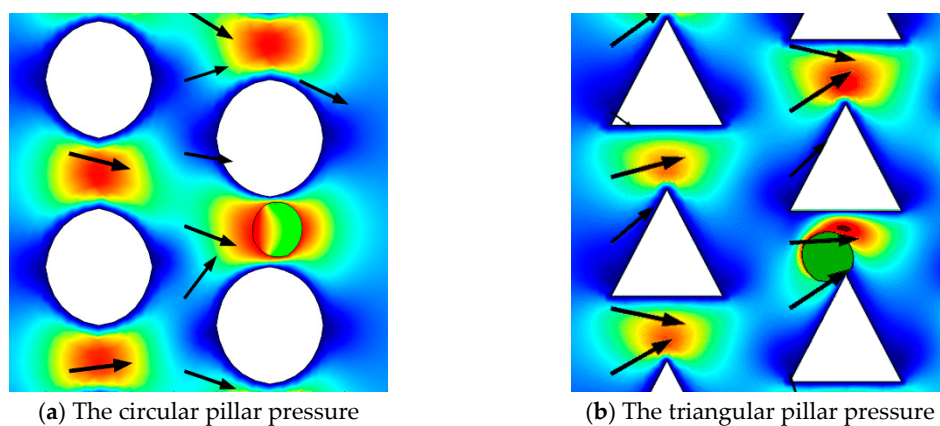 (a) The circular pillar pressure
(b) The triangular pillar pressure